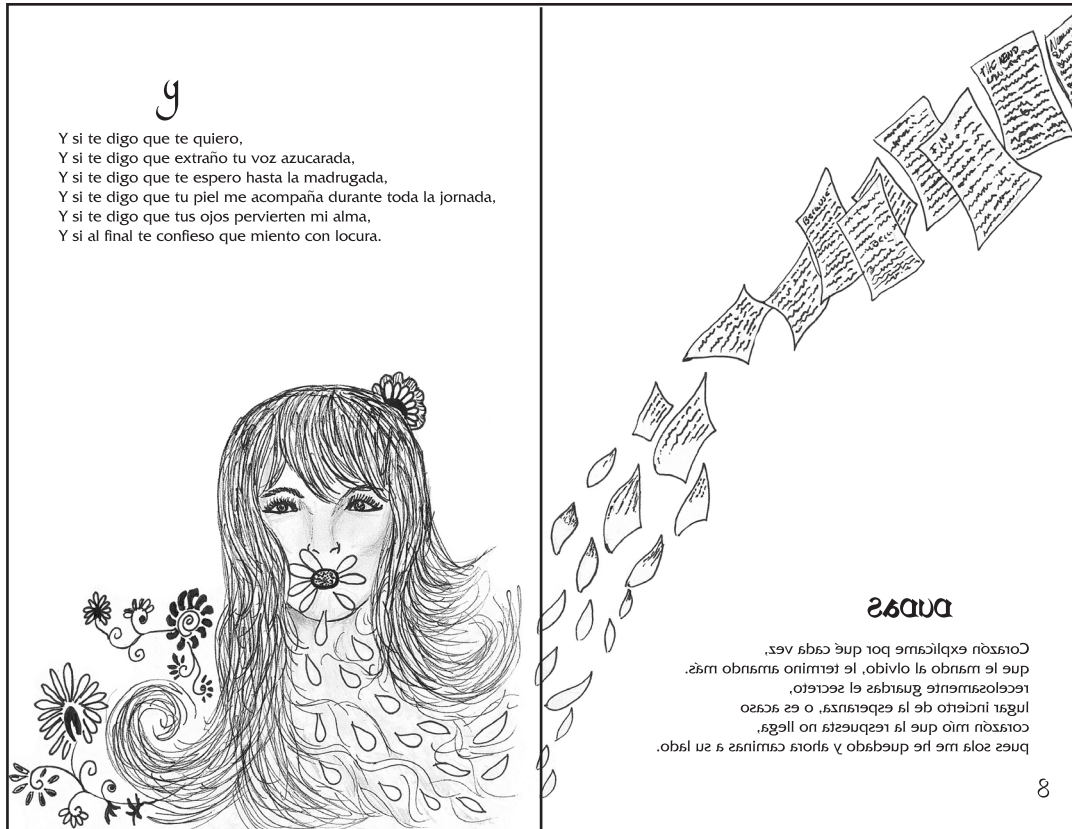 y
Y si te digo que te quiero,
Y si te digo que extraño tu voz azucarada,
Y si te digo que te espero hasta la madrugada,
Y si te digo que tu piel me acompaña durante toda la jornada,
Y si te digo que tus ojos pervierten mi alma,
Y si al final te confieso que miento con locura.
FIN
Dudas
Corazón explícame por qué cada vez,
que le mando al olvido, le termino amando más.
recelosamente guardas el secreto,
lugar incierto de la esperanza, o es acaso
corazón mío que la respuesta no llega,
pues sola me he quedado y ahora caminas a su lado.
8